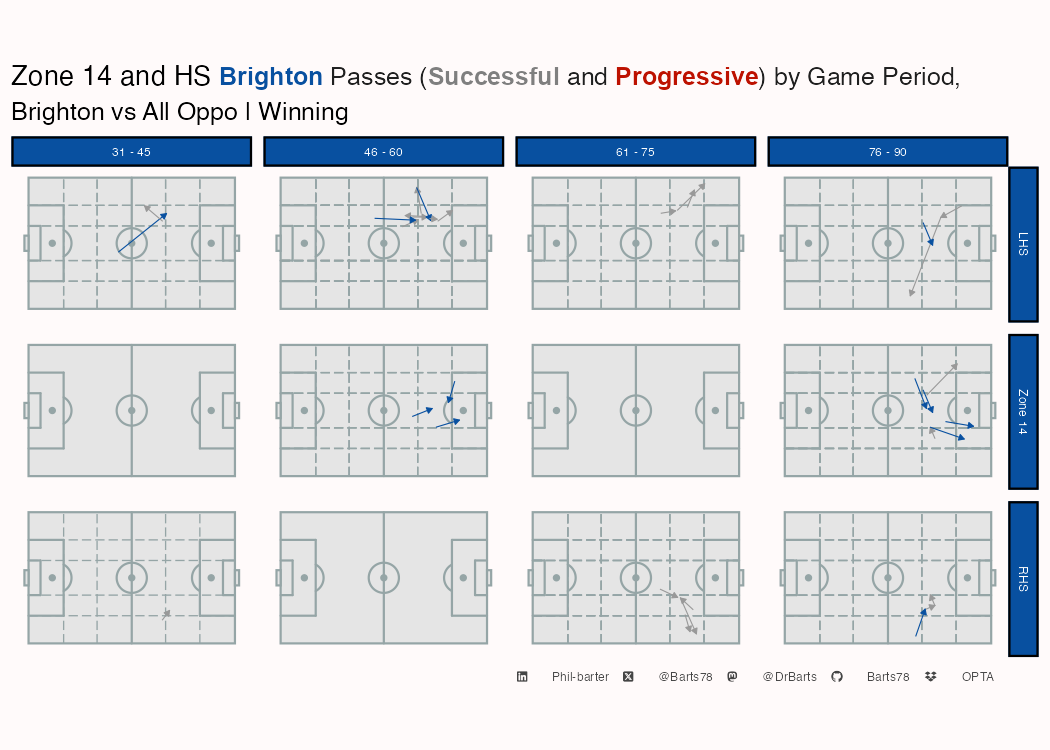 Zone 14 and HS Brighton Passes (Successful and Progressive) by Game Period,
Brighton vs All Oppo | Winning
31 - 45
46 - 60
61 - 75
76 - 90
LHS
Zone 14
RHS
Phil-barter @Barts78 @DrBarts Barts78 OPTA